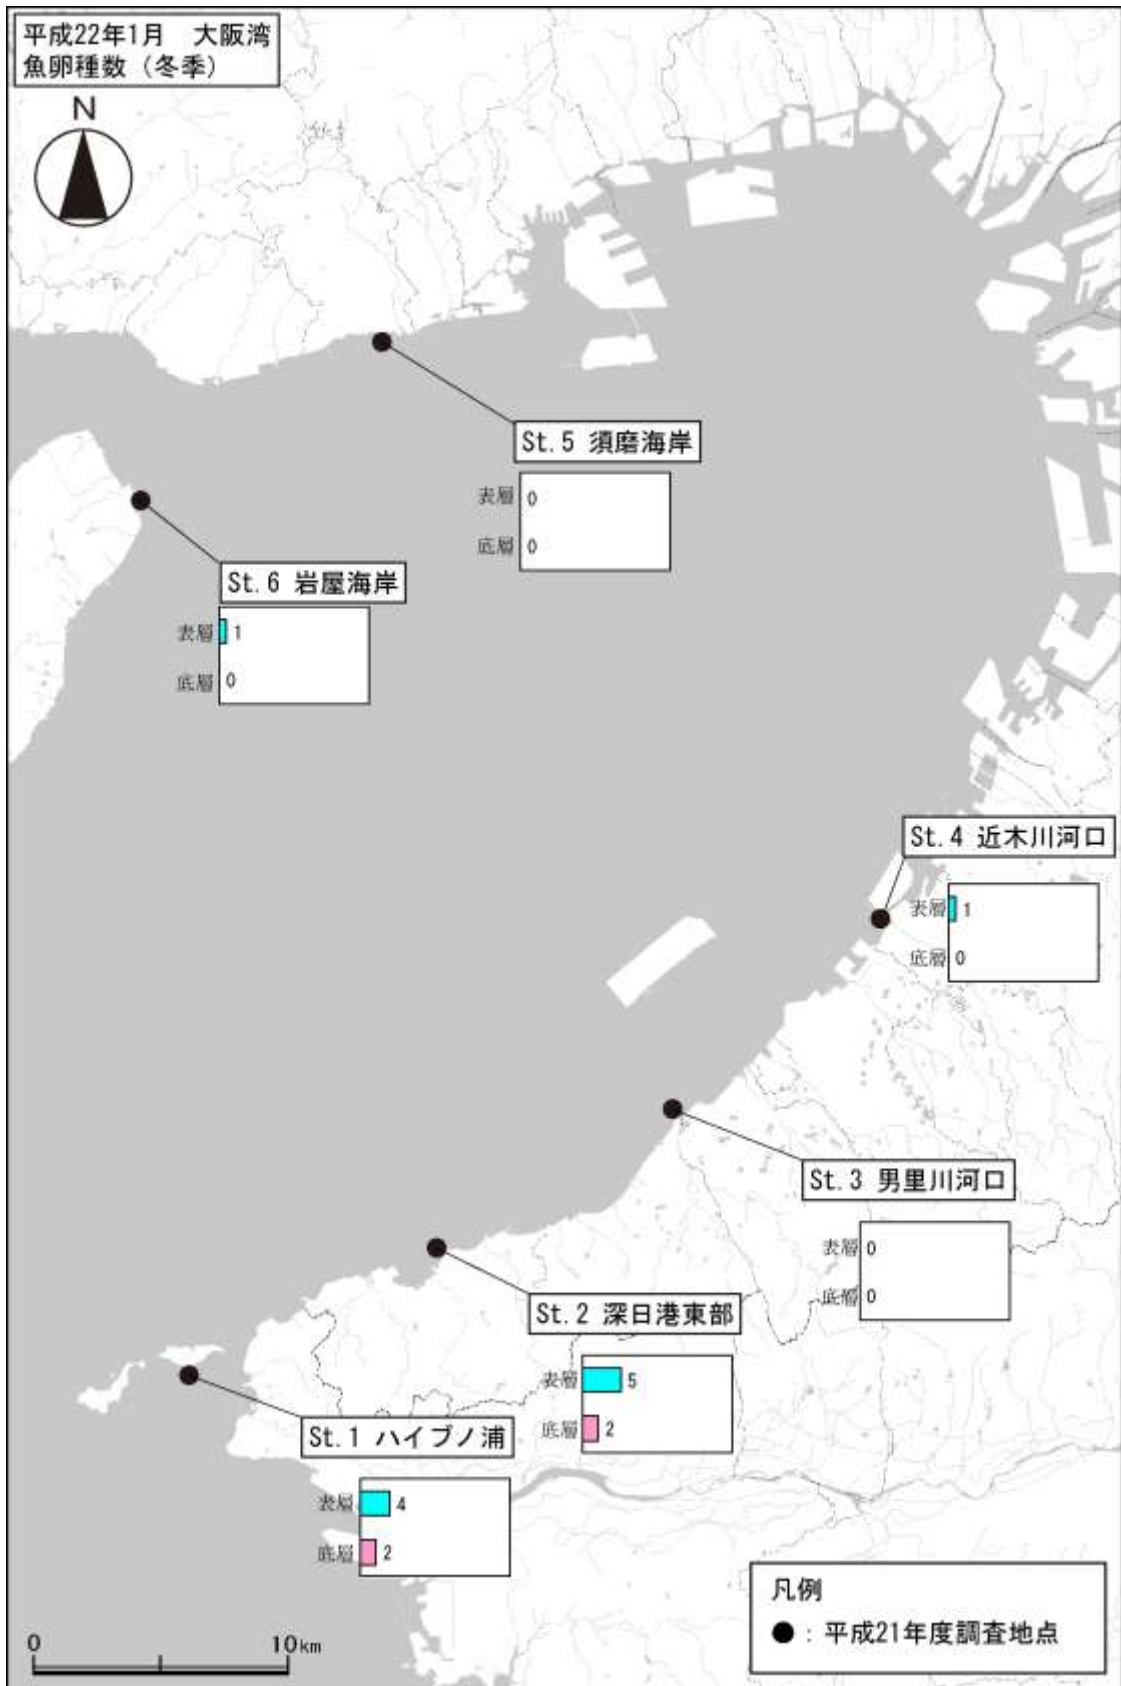 平成22年1月　大阪湾
魚卵種数（冬季）
N
St.5 須磨海岸
表層 0
底層 0
St.6 岩屋海岸
表層 1
底層 0
St.4 近木川河口
表層 1
底層 0
St.3 男里川河口
表層 0
底層 0
St.2 深日港東部
表層 5
底層 2
St.1 ハイブノ浦
表層 4
底層 2
凡例
●：平成21年度調査地点
0 10km